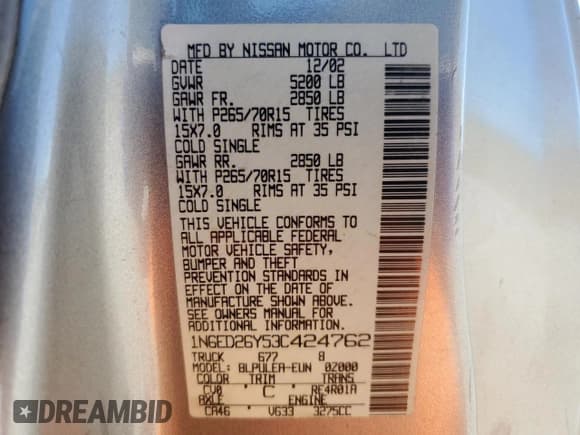 MFD BY NISSAN MOTOR CO. LTD
DATE 12/02
GVWR 5200 LB
GAWR FR. 2850 LB
WITH P265/70R15 TIRES
15X7.0 RIMS AT 35 PSI
COLD SINGLE
GAWR RR. 2850 LB
WITH P265/70R15 TIRES
15X7.0 RIMS AT 35 PSI
COLD SINGLE
THIS VEHICLE CONFORMS TO
ALL APPLICABLE FEDERAL
MOTOR VEHICLE SAFETY,
BUMPER AND THEFT
PREVENTION STANDARDS IN
EFFECT ON THE DATE OF
MANUFACTURE SHOWN ABOVE.
SEE OWNERS MANUAL FOR
ADDITIONAL INFORMATION.
1N6ED26Y53C424762
TRUCK 677 8
MODEL: BLPULEA-EUN 02000
COLOR TRIM TRANS
CV0 C RE4R01A
AXLE ENGINE
CA46 VG33 3275CC
DREAMBID
DREAMBID